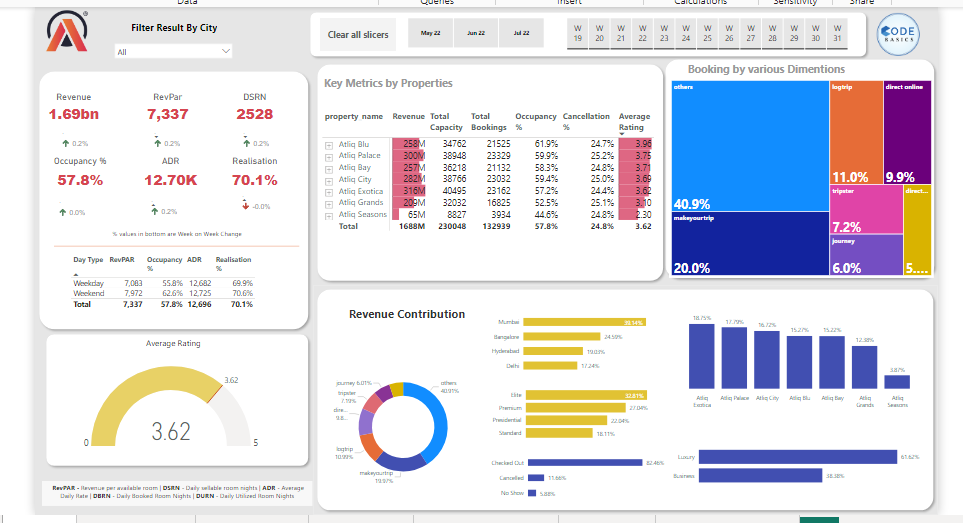 Data Queries Insert Calculations Sensitivity Share
Filter Result By City
All
Clear all slicers
May 22 Jun 22 Jul 22
W 19 W 20 W 21 W 22 W 23 W 24 W 25 W 26 W 27 W 28 W 29 W 30 W 31
CODE
BASICS
Revenue RevPar DSRN
1.69bn 7,337 2528
0.2% 0.2% 0.2%
Occupancy % ADR Realisation
57.8% 12.70K 70.1%
0.0% 0.2% -0.0%
% values in bottom are Week on Week Change
Day Type RevPAR Occupancy % ADR Realisation %
Weekday 7,083 55.8% 12,682 69.9%
Weekend 7,972 62.6% 12,725 70.6%
Total 7,337 57.8% 12,696 70.1%
Average Rating
3.62
3.62
0 5
RevPAR - Revenue per available room | DSRN - Daily sellable room nights | ADR - Average
Daily Rate | DBRN - Daily Booked Room Nights | DURN - Daily Utilized Room Nights
Key Metrics by Properties
property_name Revenue Total Capacity Total Bookings Occupancy % Cancellation % Average Rating
Atliq Blu 258M 34762 21525 61.9% 24.7% 3.96
Atliq Palace 300M 38948 23329 59.9% 25.2% 3.75
Atliq Bay 257M 36218 21132 58.3% 24.8% 3.71
Atliq City 282M 38766 23032 59.4% 25.0% 3.69
Atliq Exotica 316M 40495 23162 57.2% 24.4% 3.62
Atliq Grands 209M 32032 16825 52.5% 25.1% 3.10
Atliq Seasons 65M 8827 3934 44.6% 24.8% 2.30
Total 1688M 230048 132939 57.8% 24.8% 3.62
Booking by various Dimentions
others
40.9%
makeyourtrip
20.0%
logtrip
11.0%
direct online
9.9%
tripster
7.2%
journey
6.0%
direct...
5....
Revenue Contribution
journey 6.01%
tripster
7.19%
dire...
9.8...
logtrip
10.99%
makeyourtrip
19.97%
others
40.91%
Mumbai 39.14%
Bangalore 24.59%
Hyderabad 19.03%
Delhi 17.24%
Elite 32.81%
Premium 27.04%
Presidential 22.04%
Standard 18.11%
Checked Out 82.46%
Cancelled 11.66%
No Show 5.88%
18.75% 17.79% 16.72% 15.27% 15.22% 12.38% 3.87%
Atliq Exotica Atliq Palace Atliq City Atliq Blu Atliq Bay Atliq Grands Atliq Seasons
Luxury 61.62%
Business 38.38%